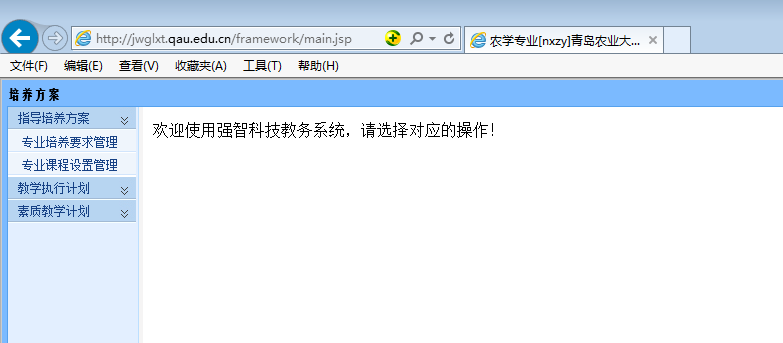 http://jwglxt.qau.edu.cn/framework/main.jsp
农学专业[nxzy]青岛农业大...
文件(F) 编辑(E) 查看(V) 收藏夹(A) 工具(T) 帮助(H)
培养方案
指导培养方案
专业培养要求管理
专业课程设置管理
教学执行计划
素质教学计划
欢迎使用强智科技教务系统，请选择对应的操作!